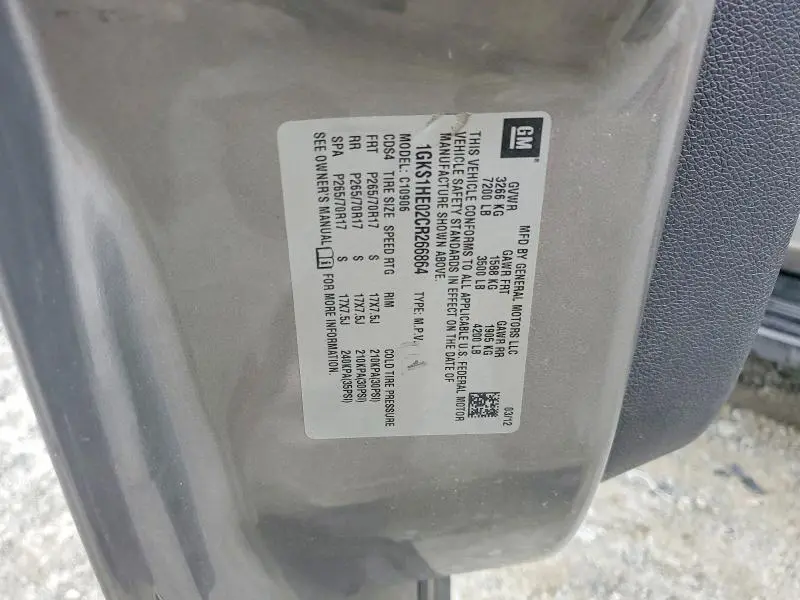 GM
MFD BY GENERAL MOTORS LLC 03/12
GVWR GAWR FRT GAWR RR
3266 KG 1588 KG 1905 KG
7200 LB 3500 LB 4200 LB
THIS VEHICLE CONFORMS TO ALL APPLICABLE U.S. FEDERAL MOTOR
VEHICLE SAFETY STANDARDS IN EFFECT ON THE DATE OF
MANUFACTURE SHOWN ABOVE.
1GKS1HE02CR266864 TYPE: M.P.V.
MODEL: C10906
CDS4 TIRE SIZE SPEED RTG RIM COLD TIRE PRESSURE
FRT P265/70R17 S 17X7.5J 210KPA(30PSI)
RR P265/70R17 S 17X7.5J 210KPA(30PSI)
SPA P265/70R17 S 17X7.5J 240KPA(35PSI)
SEE OWNER'S MANUAL FOR MORE INFORMATION.